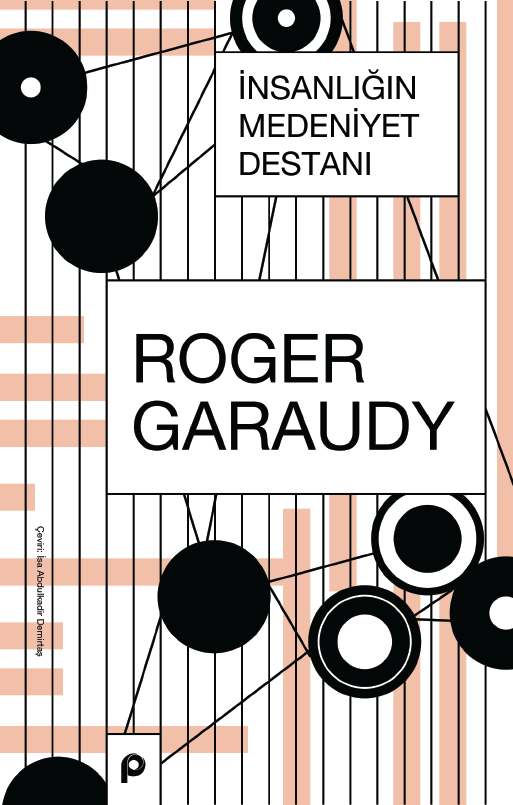 İNSANLIĞIN
MEDENİYET
DESTANI
ROGER
GARAUDY
Çeviri: İsa Abdulkadir Demirtaş
p